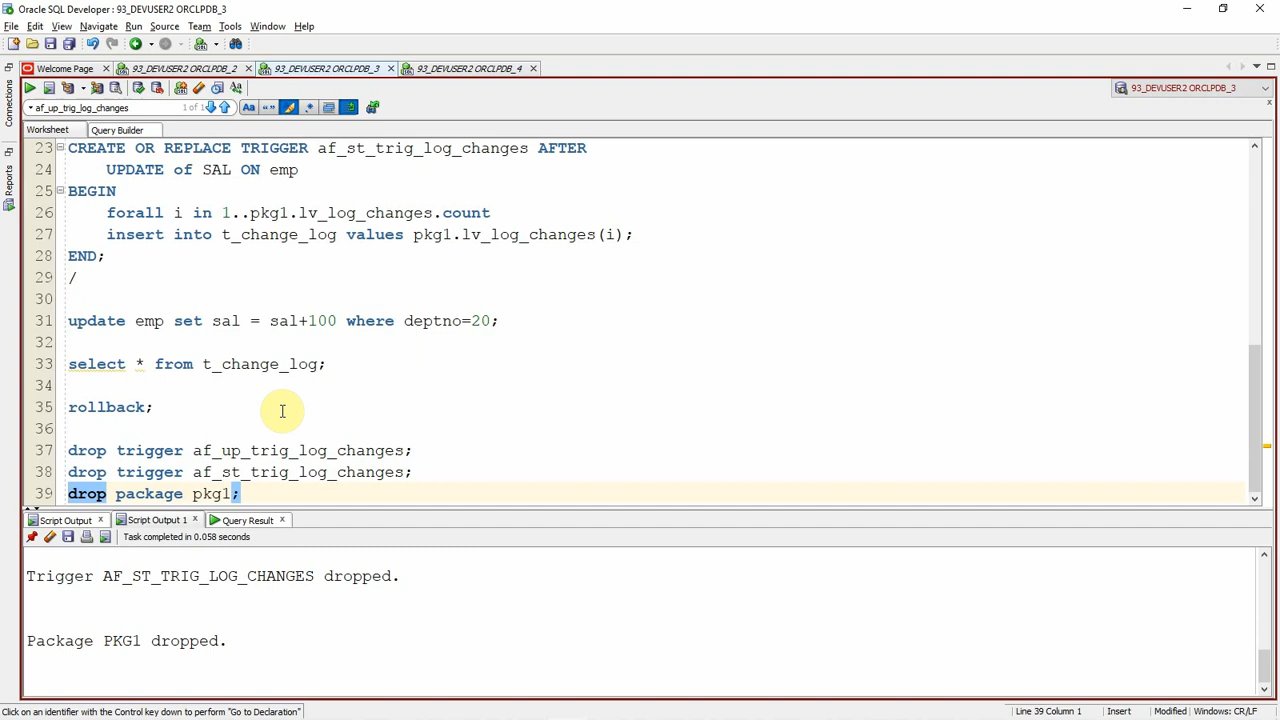 Oracle SQL Developer: 93_DEVUSER2 ORCLPDB_3
File Edit View Navigate Run Source Team Tools Window Help
Welcome Page 93_DEVUSER2 ORCLPDB_2 93_DEVUSER2 ORCLPDB_3 93_DEVUSER2 ORCLPDB_4
93_DEVUSER2 ORCLPDB_3
af_up_trig_log_changes 1 of 1 Aa
Connections
Reports
Worksheet Query Builder
23 CREATE OR REPLACE TRIGGER af_st_trig_log_changes AFTER
24 UPDATE of SAL ON emp
25 BEGIN
26 forall i in 1..pkg1.lv_log_changes.count
27 insert into t_change_log values pkg1.lv_log_changes(i);
28 END;
29 /
30
31 update emp set sal = sal+100 where deptno=20;
32
33 select * from t_change_log;
34
35 rollback;
36
37 drop trigger af_up_trig_log_changes;
38 drop trigger af_st_trig_log_changes;
39 drop package pkg1;
Script Output Script Output 1 Query Result
Task completed in 0.058 seconds
Trigger AF_ST_TRIG_LOG_CHANGES dropped.
Package PKG1 dropped.
Click on an identifier with the Control key down to perform "Go to Declaration" Line 39 Column 1 Insert Modified Windows: CR/LF